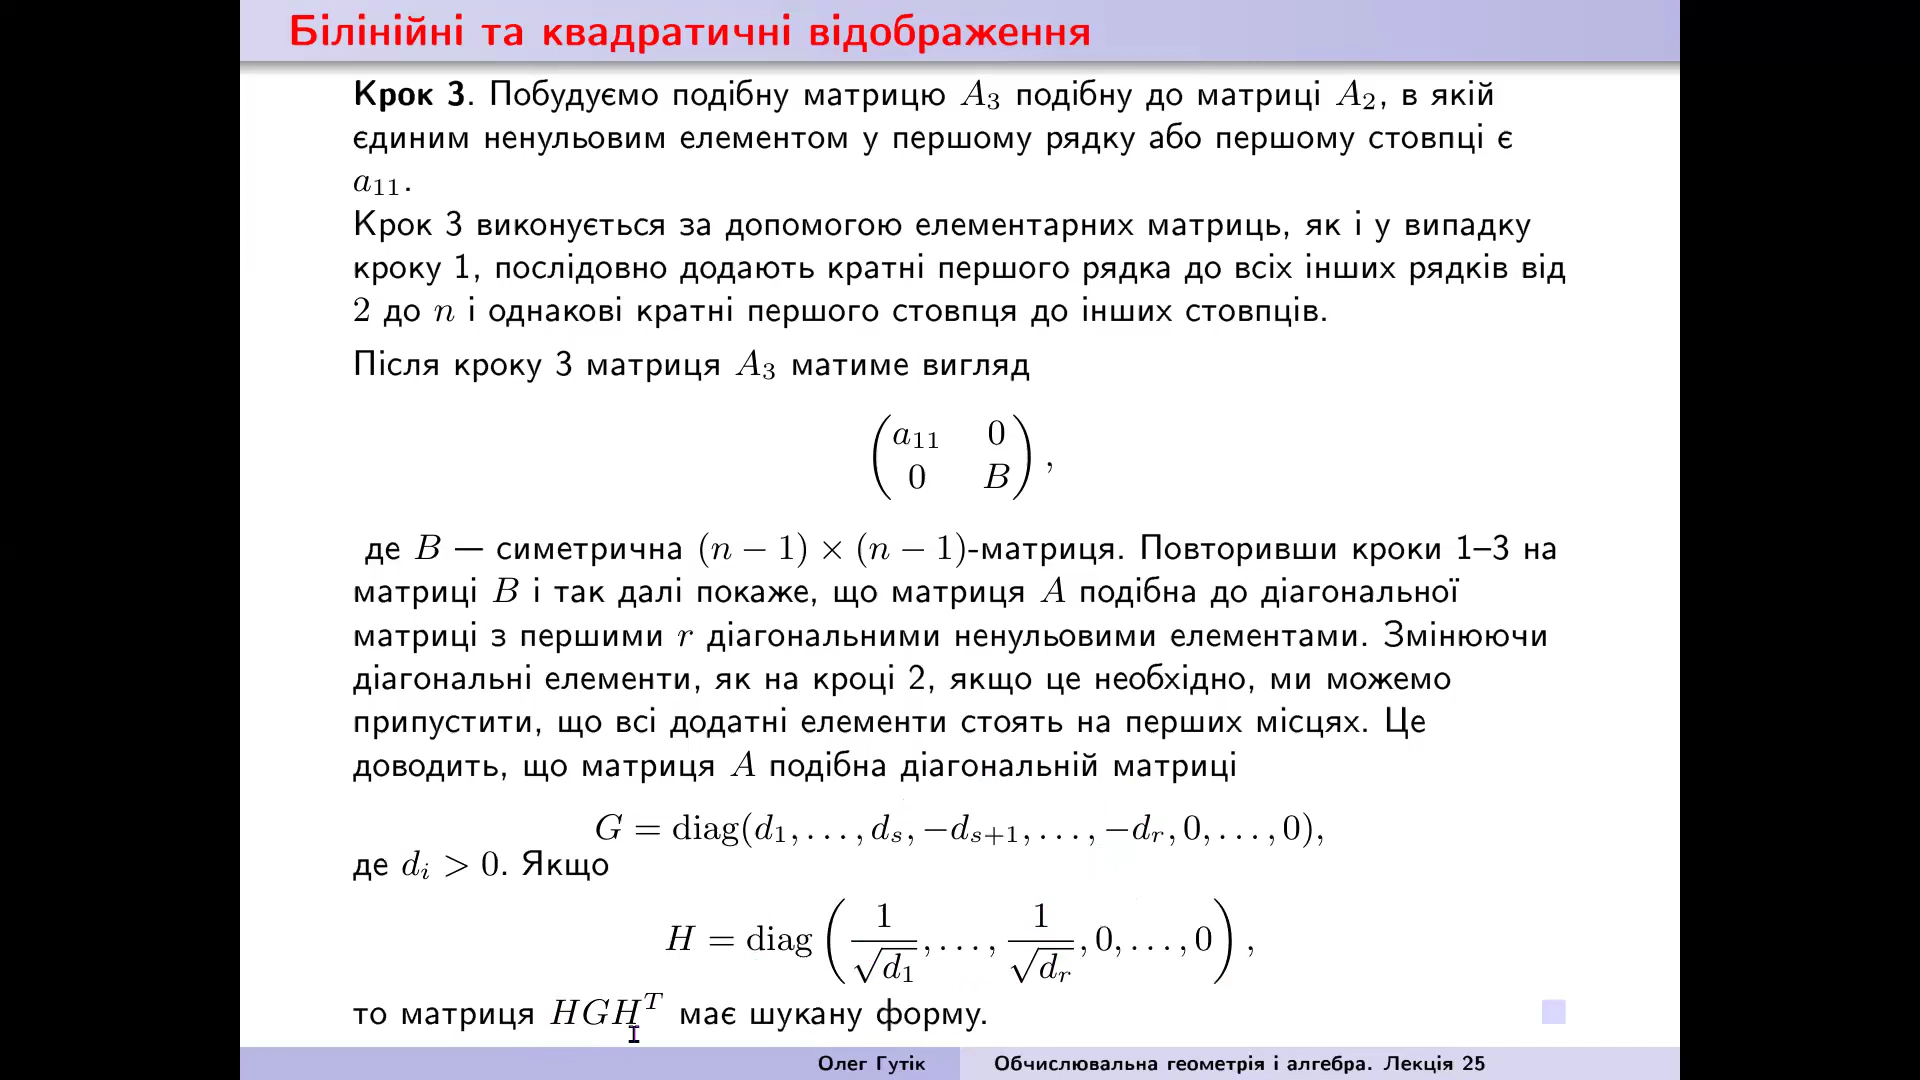 Білінійні та квадратичні відображення
Крок 3. Побудуємо подібну матрицю A₃ подібну до матриці A₂, в якій
єдиним ненульовим елементом у першому рядку або першому стовпці є
a₁₁.
Крок 3 виконується за допомогою елементарних матриць, як і у випадку
кроку 1, послідовно додають кратні першого рядка до всіх інших рядків від
2 до n і однакові кратні першого стовпця до інших стовпців.
Після кроку 3 матриця A₃ матиме вигляд
( a₁₁ 0
0 B ) ,
де B — симетрична (n − 1) × (n − 1)-матриця. Повторивши кроки 1–3 на
матриці B і так далі покаже, що матриця A подібна до діагональної
матриці з першими r діагональними ненульовими елементами. Змінюючи
діагональні елементи, як на кроці 2, якщо це необхідно, ми можемо
припустити, що всі додатні елементи стоять на перших місцях. Це
доводить, що матриця A подібна діагональній матриці
G = diag(d₁, . . . , dₛ, −dₛ₊₁, . . . , −dᵣ, 0, . . . , 0),
де dᵢ > 0. Якщо
H = diag ( 1/√d₁ , . . . , 1/√dᵣ , 0, . . . , 0 ) ,
то матриця HGHᵀ має шукану форму.
Олег Гутік Обчислювальна геометрія і алгебра. Лекція 25